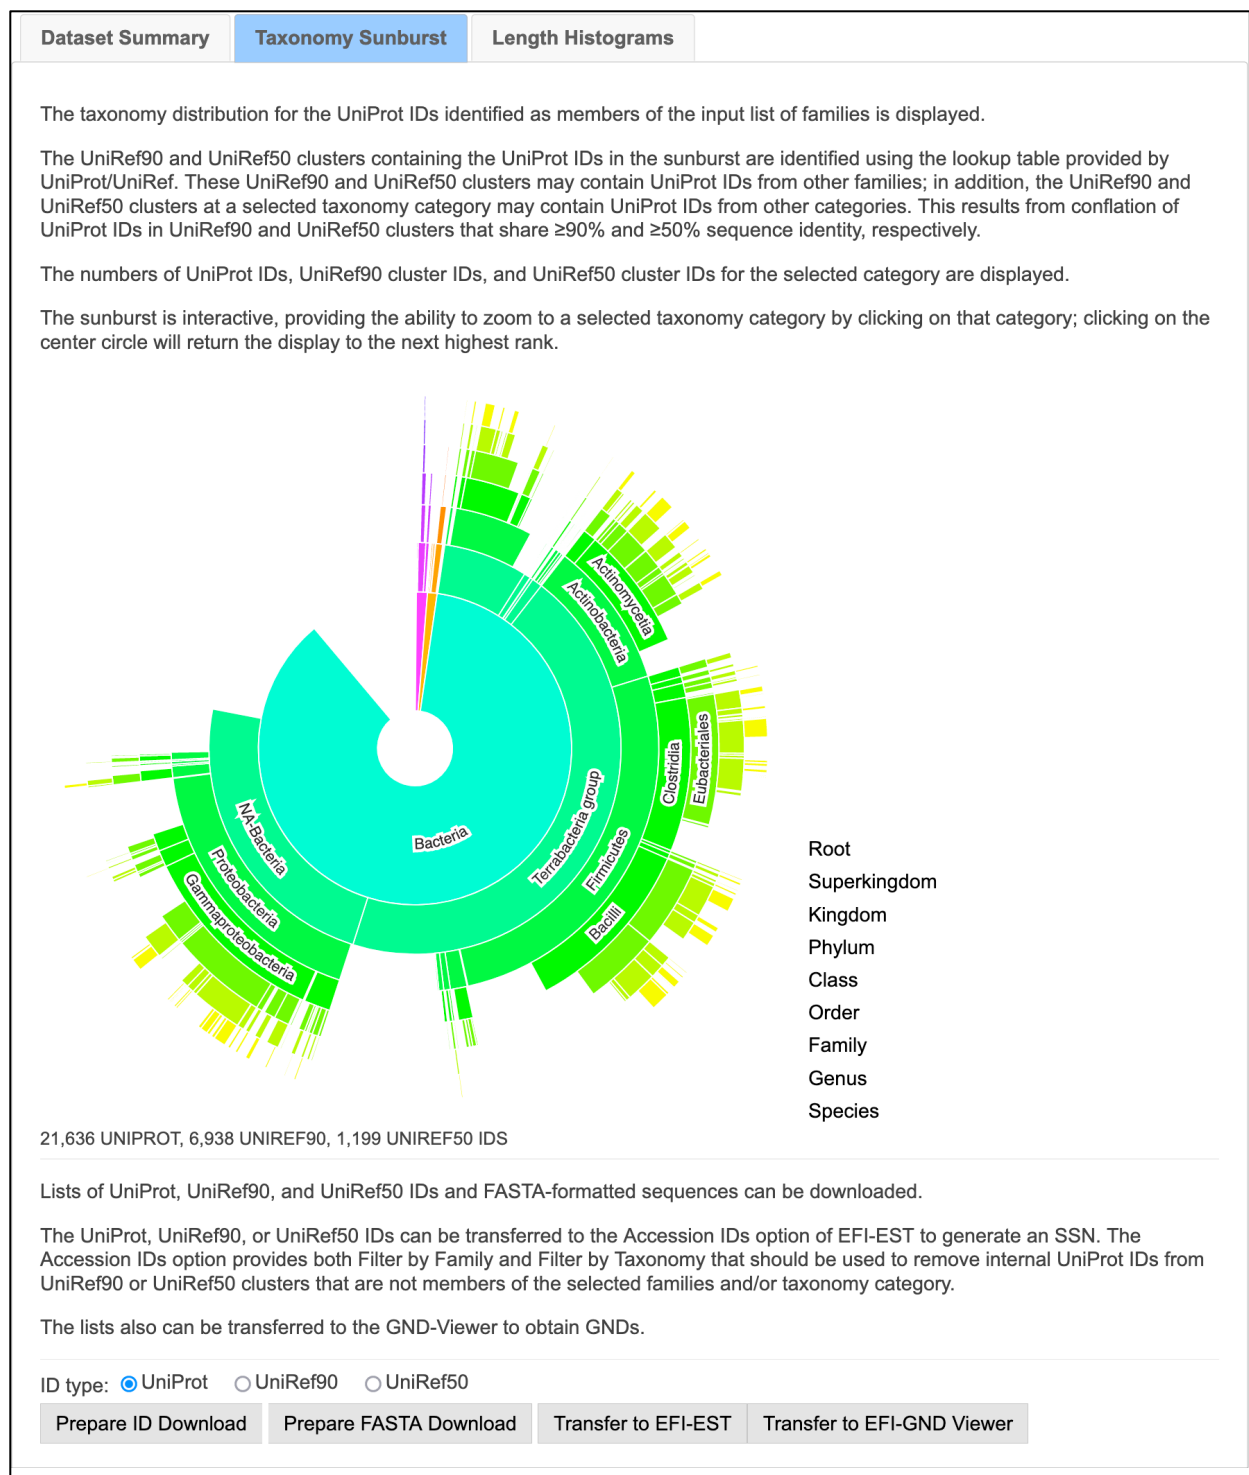 Dataset Summary
Taxonomy Sunburst
Length Histograms
The taxonomy distribution for the UniProt IDs identified as members of the input list of families is displayed.
The UniRef90 and UniRef50 clusters containing the UniProt IDs in the sunburst are identified using the lookup table provided by
UniProt/UniRef. These UniRef90 and UniRef50 clusters may contain UniProt IDs from other families; in addition, the UniRef90 and
UniRef50 clusters at a selected taxonomy category may contain UniProt IDs from other categories. This results from conflation of
UniProt IDs in UniRef90 and UniRef50 clusters that share ≥90% and ≥50% sequence identity, respectively.
The numbers of UniProt IDs, UniRef90 cluster IDs, and UniRef50 cluster IDs for the selected category are displayed.
The sunburst is interactive, providing the ability to zoom to a selected taxonomy category by clicking on that category; clicking on the
center circle will return the display to the next highest rank.
Actinomycetia
Actinobacteria
Eubacteriales
Clostridia
Terrabacteria group
Firmicutes
Bacilli
Bacteria
NA-Bacteria
Proteobacteria
Gammaproteobacteria
Root
Superkingdom
Kingdom
Phylum
Class
Order
Family
Genus
Species
21,636 UNIPROT, 6,938 UNIREF90, 1,199 UNIREF50 IDS
Lists of UniProt, UniRef90, and UniRef50 IDs and FASTA-formatted sequences can be downloaded.
The UniProt, UniRef90, or UniRef50 IDs can be transferred to the Accession IDs option of EFI-EST to generate an SSN. The
Accession IDs option provides both Filter by Family and Filter by Taxonomy that should be used to remove internal UniProt IDs from
UniRef90 or UniRef50 clusters that are not members of the selected families and/or taxonomy category.
The lists also can be transferred to the GND-Viewer to obtain GNDs.
ID type: UniProt UniRef90 UniRef50
Prepare ID Download
Prepare FASTA Download
Transfer to EFI-EST
Transfer to EFI-GND Viewer